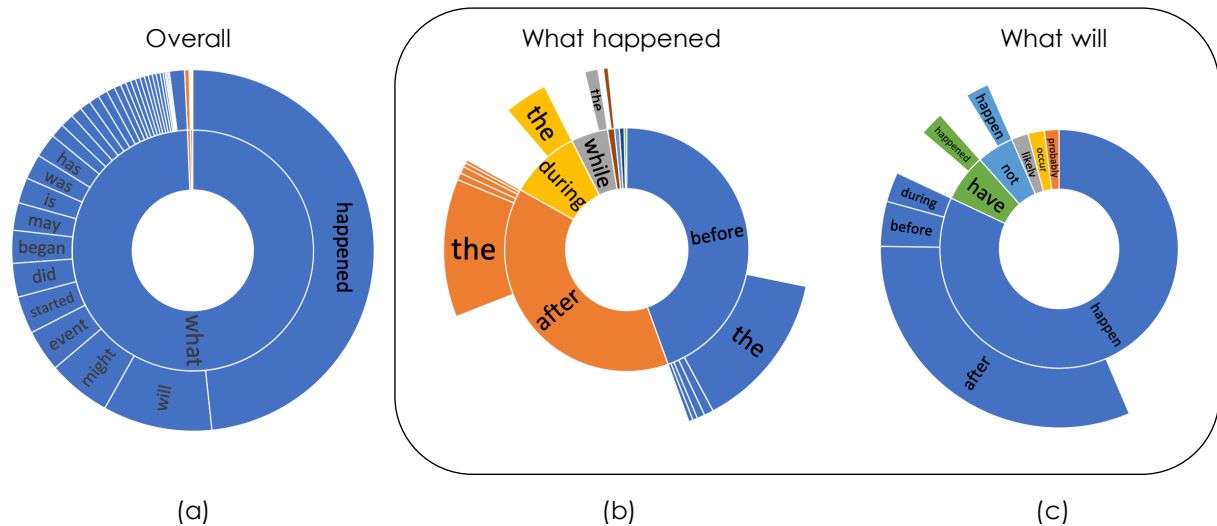 Overall
has
was
is
may
began
did
started
event
might
will
what
happened
(a)
What happened
the
the
while
during
the
before
after
the
(b)
What will
happen
happened
probably
occur
likely
not
have
during
before
happen
after
(c)